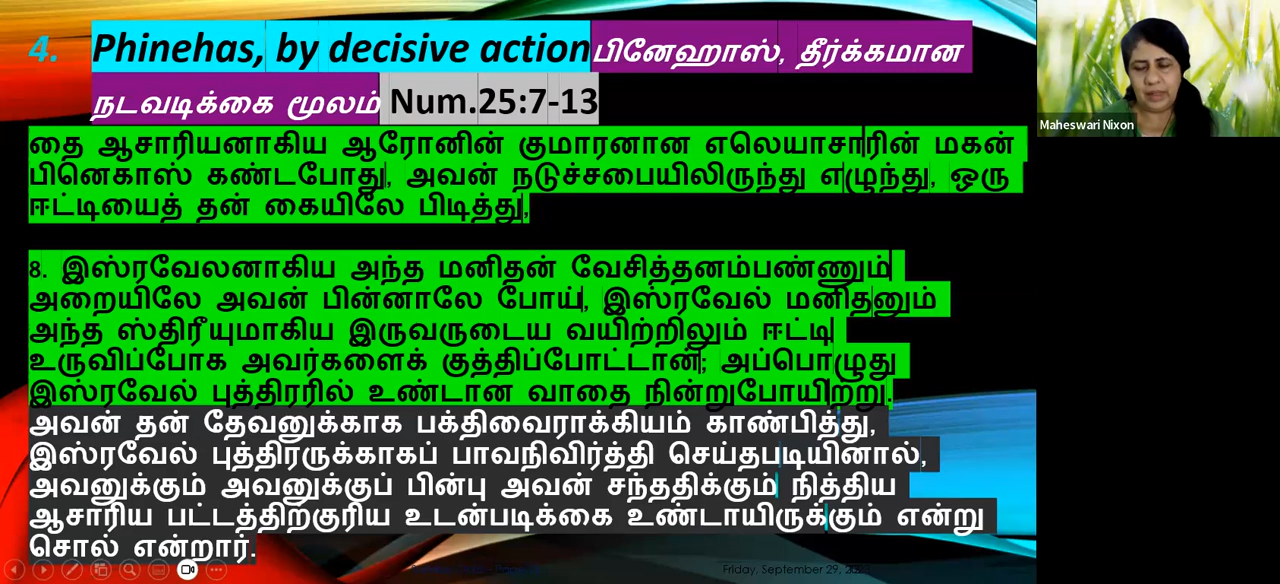 4. Phinehas, by decisive action பினேஹாஸ், தீர்க்கமான
நடவடிக்கை மூலம் Num.25:7-13
தை ஆசாரியனாகிய ஆரோனின் குமாரனான எலெயாசாரின் மகன்
பினெகாஸ் கண்டபோது, அவன் நடுச்சபையிலிருந்து எழுந்து, ஒரு
ஈட்டியைத் தன் கையிலே பிடித்து,
8. இஸ்ரவேலனாகிய அந்த மனிதன் வேசித்தனம்பண்ணும்
அறையிலே அவன் பின்னாலே போய், இஸ்ரவேல் மனிதனும்
அந்த ஸ்திரீயுமாகிய இருவருடைய வயிற்றிலும் ஈட்டி
உருவிப்போக அவர்களைக் குத்திப்போட்டான்; அப்பொழுது
இஸ்ரவேல் புத்திரரில் உண்டான வாதை நின்றுபோயிற்று.
அவன் தன் தேவனுக்காக பக்திவைராக்கியம் காண்பித்து,
இஸ்ரவேல் புத்திரருக்காகப் பாவநிவிர்த்தி செய்தபடியினால்,
அவனுக்கும் அவனுக்குப் பின்பு அவன் சந்ததிக்கும் நித்திய
ஆசாரிய பட்டத்திற்குரிய உடன்படிக்கை உண்டாயிருக்கும் என்று
சொல் என்றார்.
Friday, September 29,
Maheswari Nixon